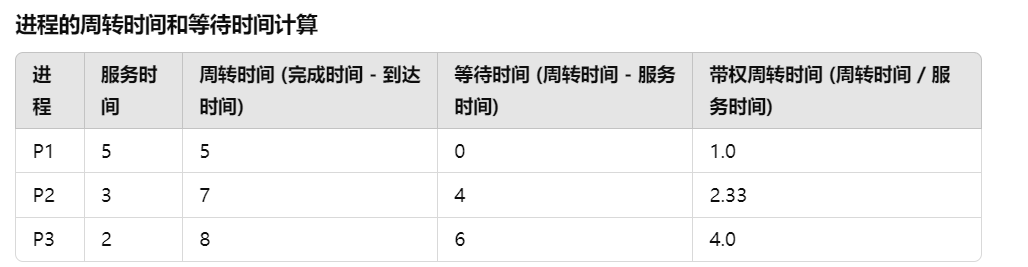 进程的周转时间和等待时间计算
进程 服务时间 周转时间 (完成时间 - 到达时间) 等待时间 (周转时间 - 服务时间) 带权周转时间 (周转时间 / 服务时间)
P1 5 5 0 1.0
P2 3 7 4 2.33
P3 2 8 6 4.0